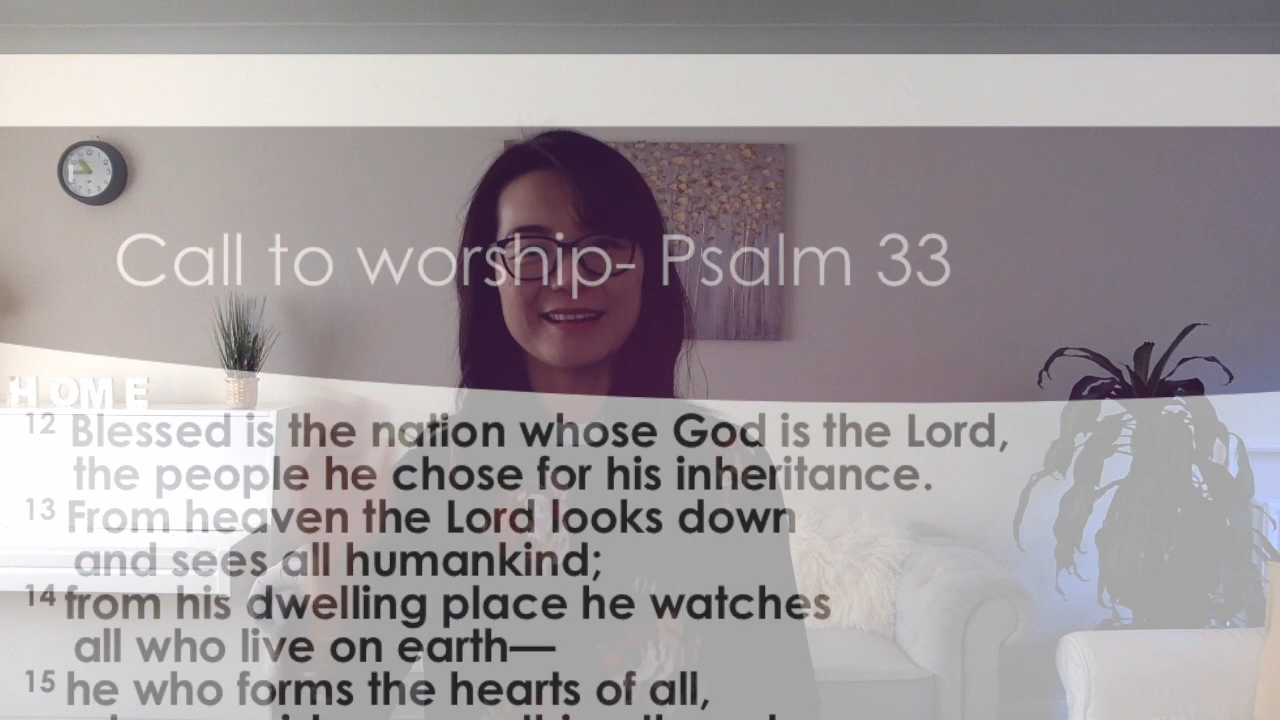 Call to worship- Psalm 33
HOME
12 Blessed is the nation whose God is the Lord,
the people he chose for his inheritance.
13 From heaven the Lord looks down
and sees all humankind;
14 from his dwelling place he watches
all who live on earth—
15 he who forms the hearts of all,